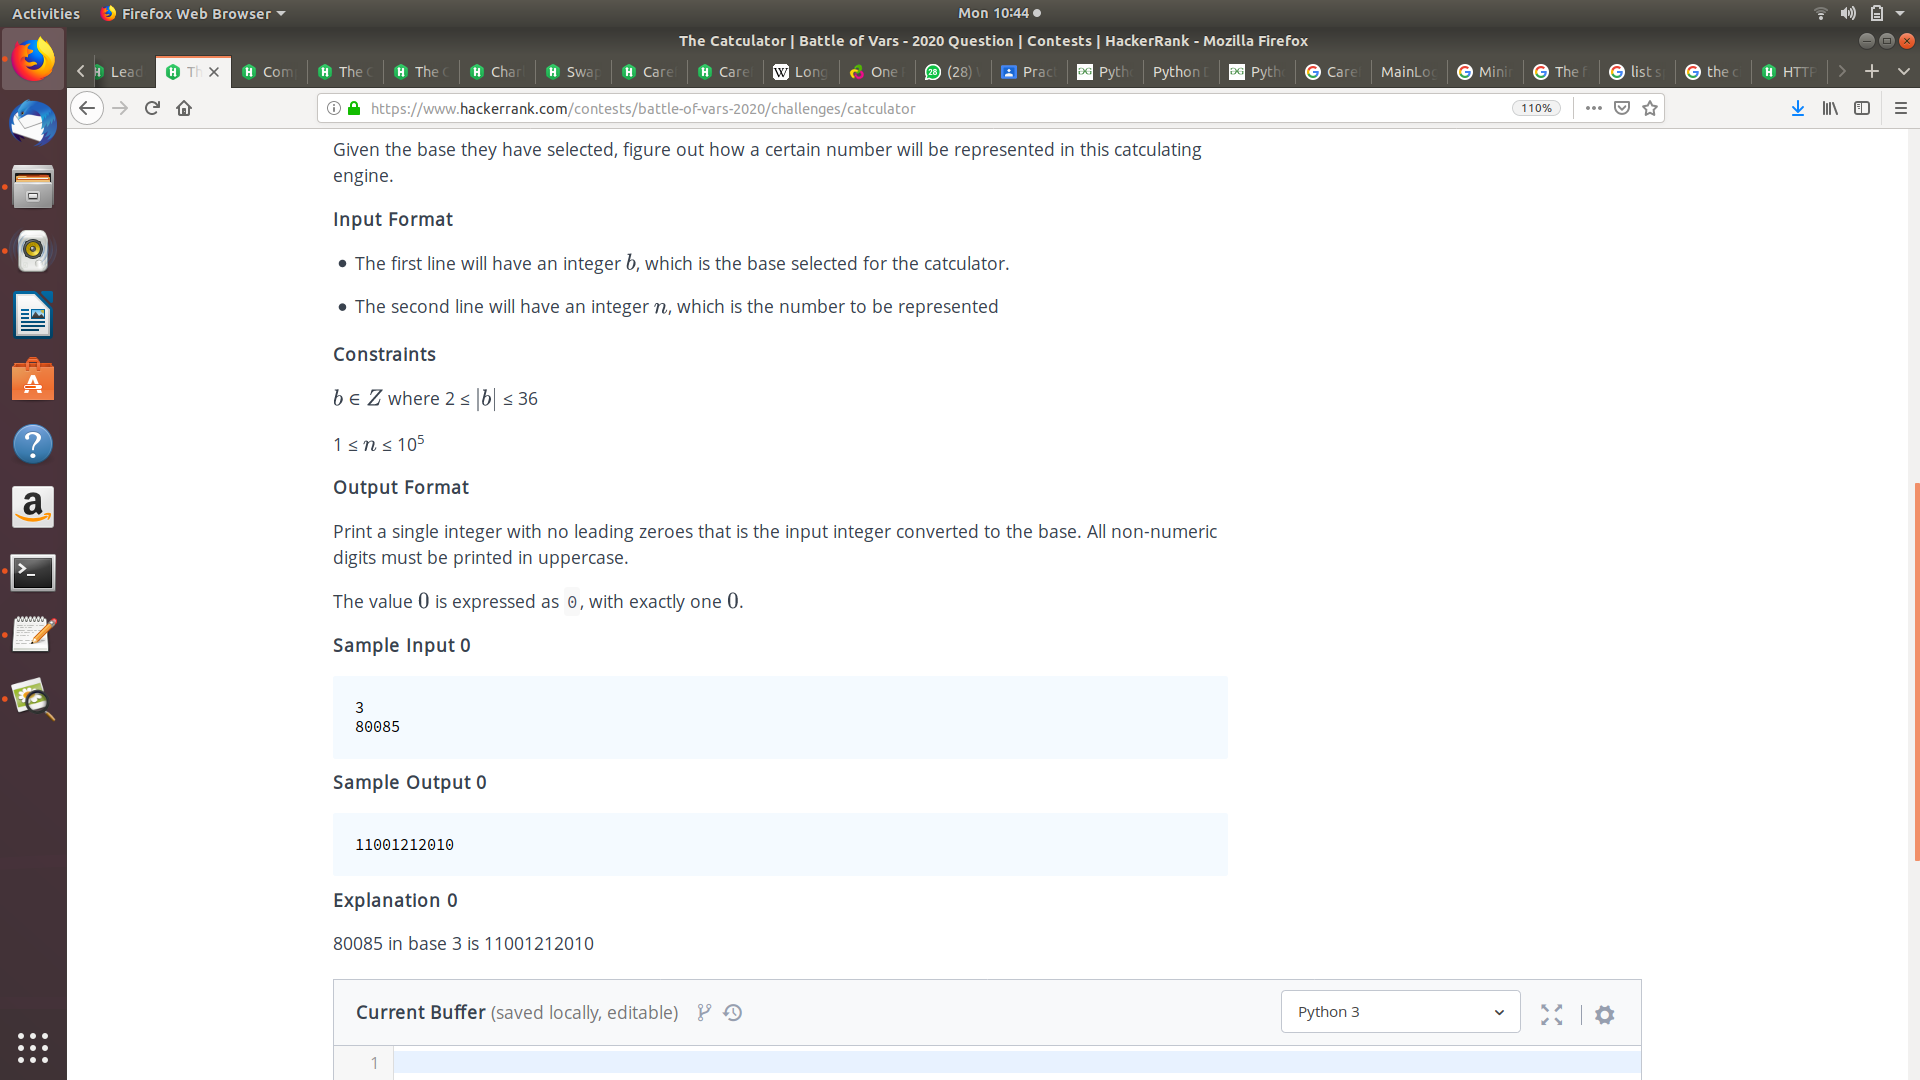 Activities Firefox Web Browser Mon 10:44
The Catculator | Battle of Vars - 2020 Question | Contests | HackerRank - Mozilla Firefox
Lead Th Com The C The C Char Swap Care Care Long One (28) Prac Pyth Python Pyth Care MainLo Mini The f list s the c HTTP
https://www.hackerrank.com/contests/battle-of-vars-2020/challenges/catculator 110%
Given the base they have selected, figure out how a certain number will be represented in this catculating
engine.
Input Format
• The first line will have an integer b, which is the base selected for the catculator.
• The second line will have an integer n, which is the number to be represented
Constraints
b ∈ Z where 2 ≤ |b| ≤ 36
1 ≤ n ≤ 10⁵
Output Format
Print a single integer with no leading zeroes that is the input integer converted to the base. All non-numeric
digits must be printed in uppercase.
The value 0 is expressed as 0, with exactly one 0.
Sample Input 0
3
80085
Sample Output 0
11001212010
Explanation 0
80085 in base 3 is 11001212010
Current Buffer (saved locally, editable) Python 3
1